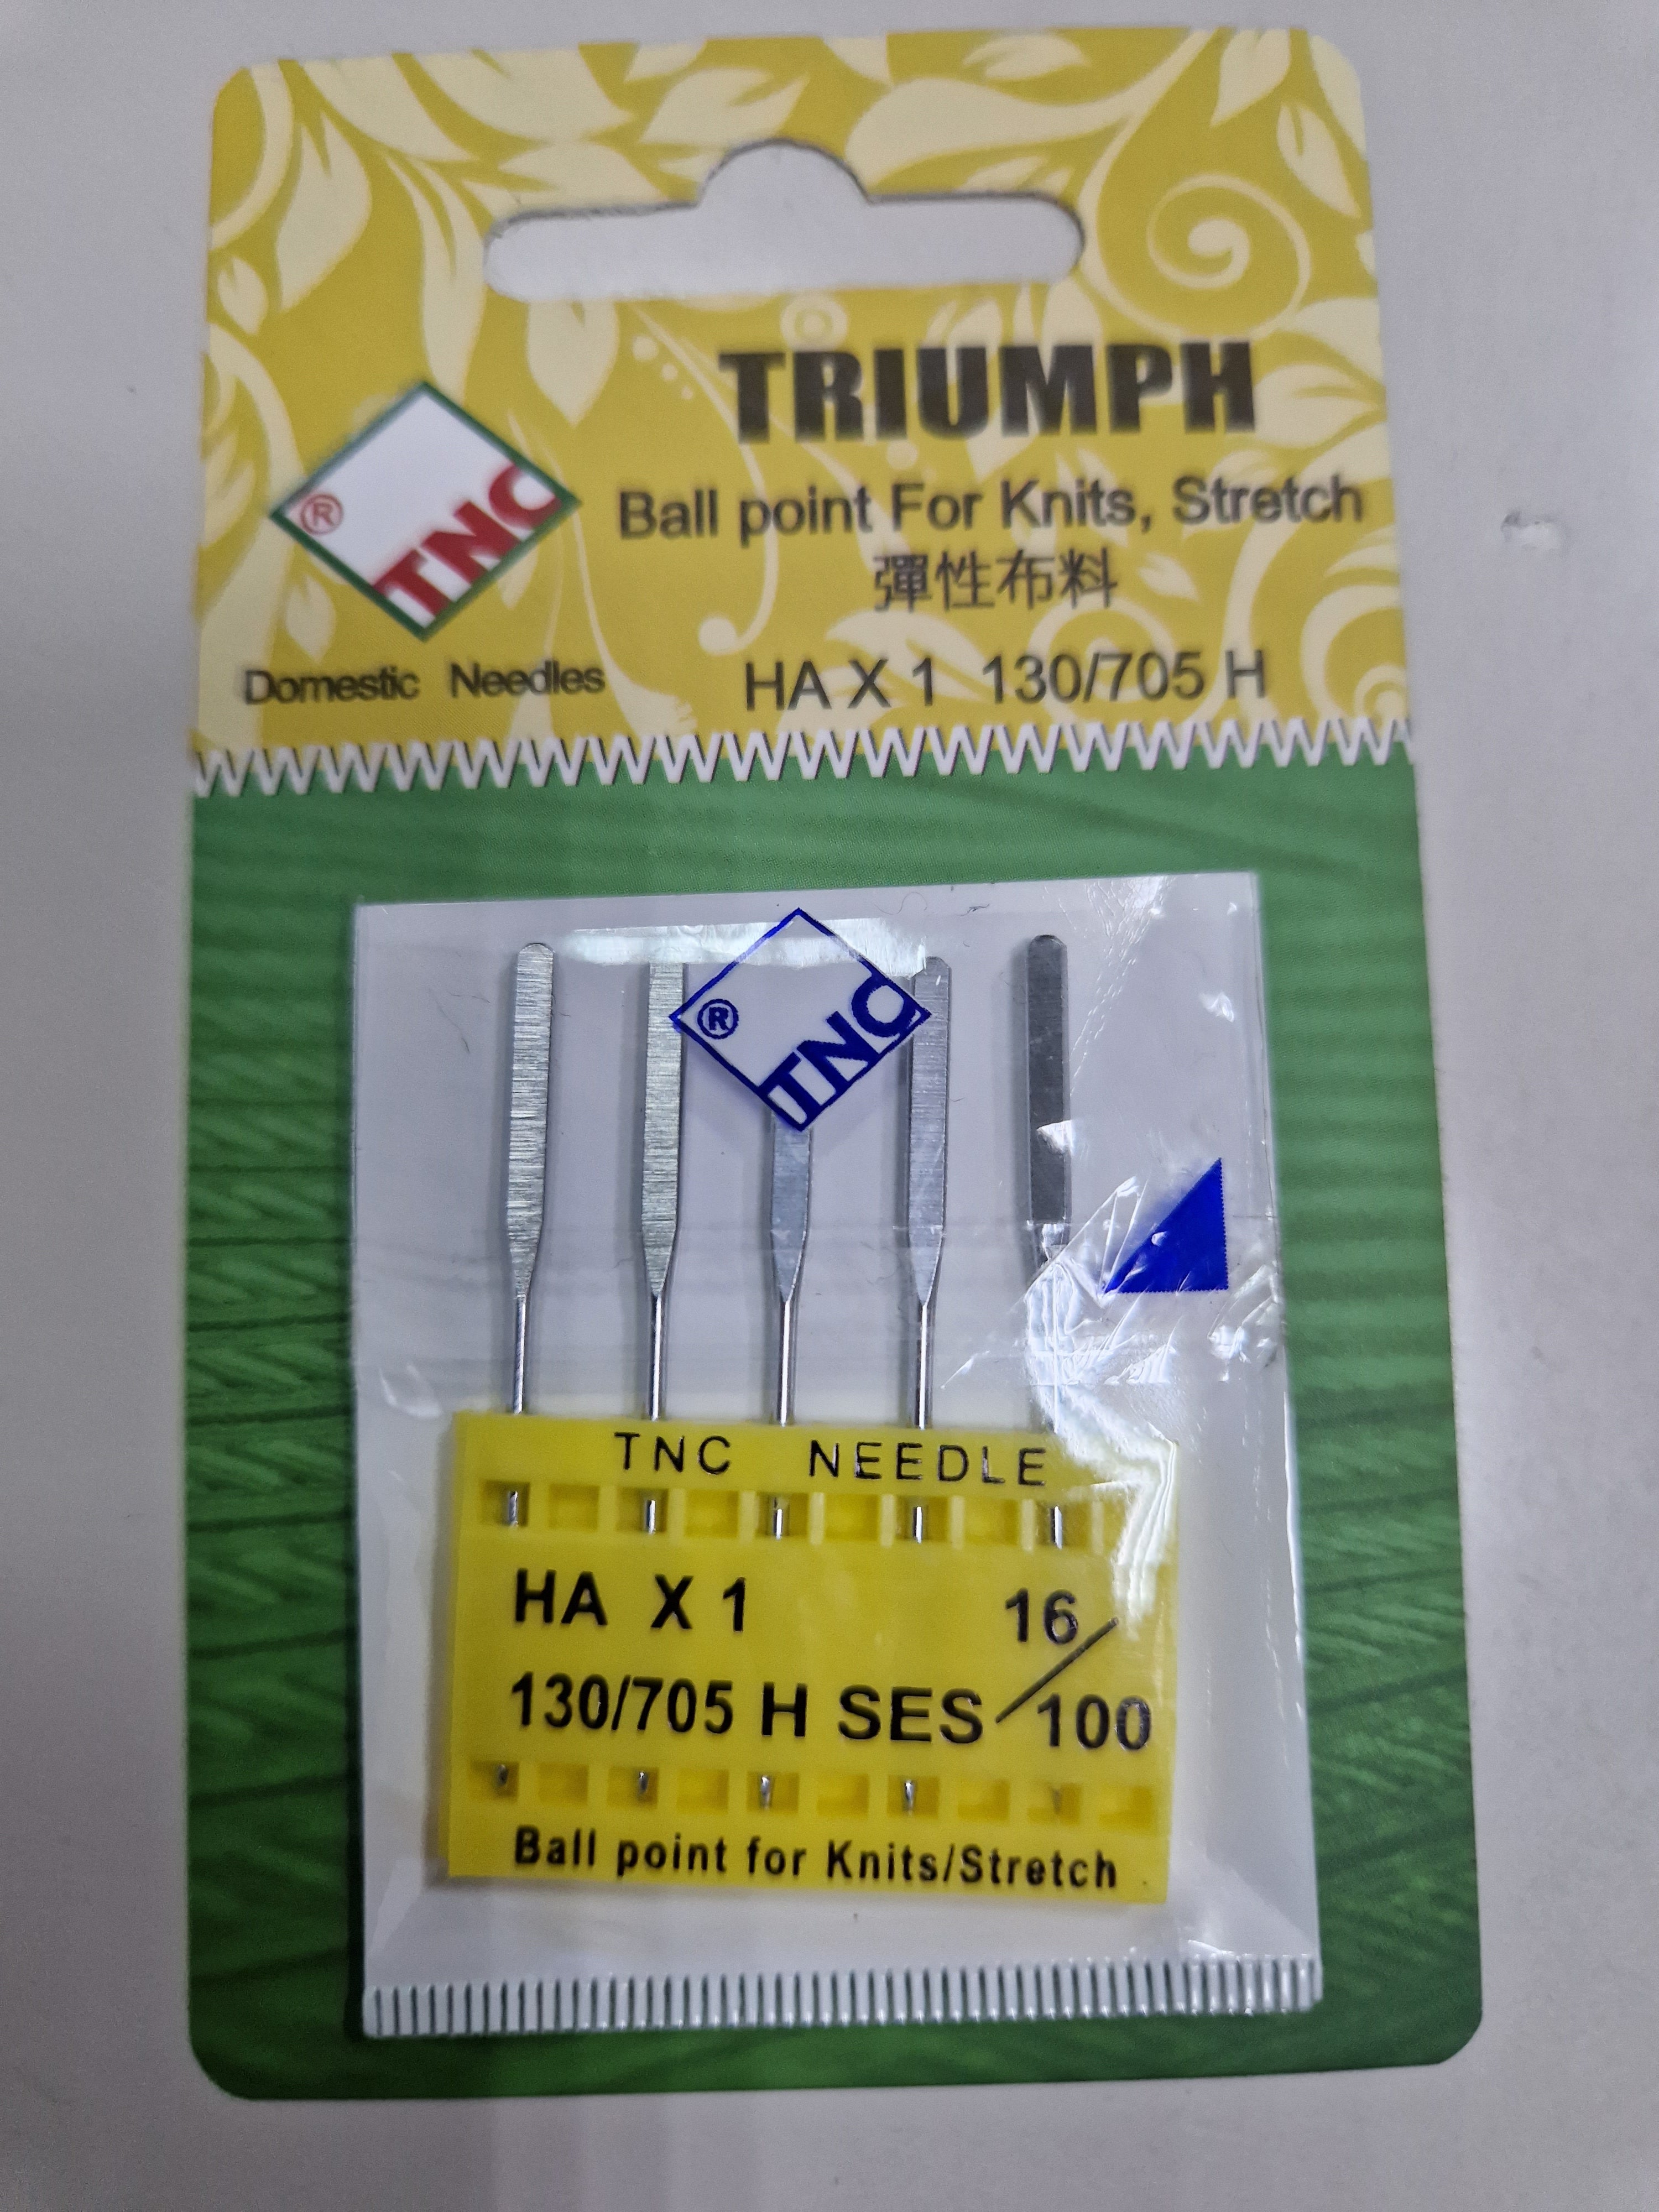 TRIUMPH
® TNC
Ball point For Knits, Stretch
彈性布料
Domestic Needles
HA X 1 130/705 H
® TNC
TNC NEEDLE
HA X 1 16/100
130/705 H SES
Ball point for Knits/Stretch